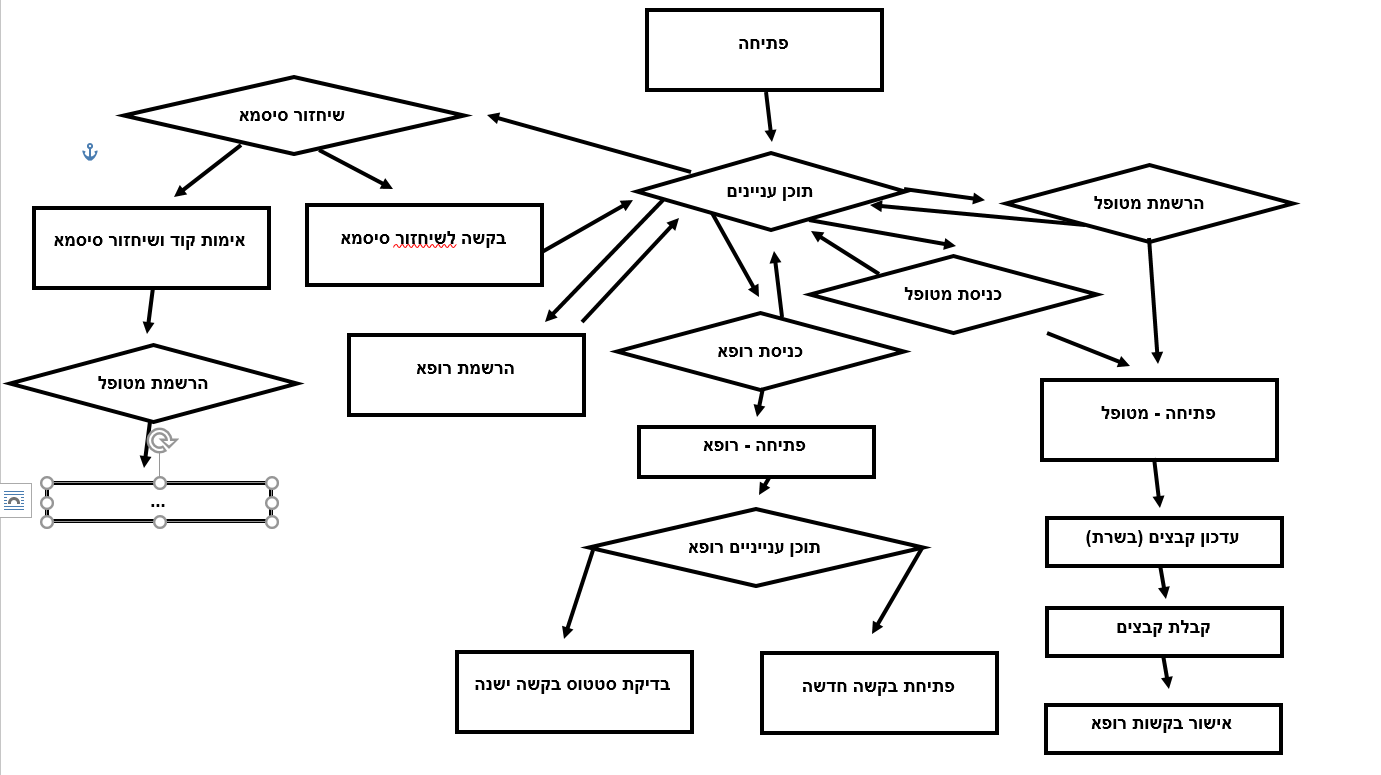 פתיחה
שיחזור סיסמא
תוכן עניינים
הרשמת מטופל
אימות קוד ושיחזור סיסמא
בקשה לשיחזור סיסמא
כניסת מטופל
כניסת רופא
הרשמת רופא
הרשמת מטופל
פתיחה - מטופל
פתיחה - רופא
...
עדכון קבצים (בשרת)
תוכן ענייניים רופא
קבלת קבצים
פתיחת בקשה חדשה
בדיקת סטטוס בקשה ישנה
אישור בקשות רופא